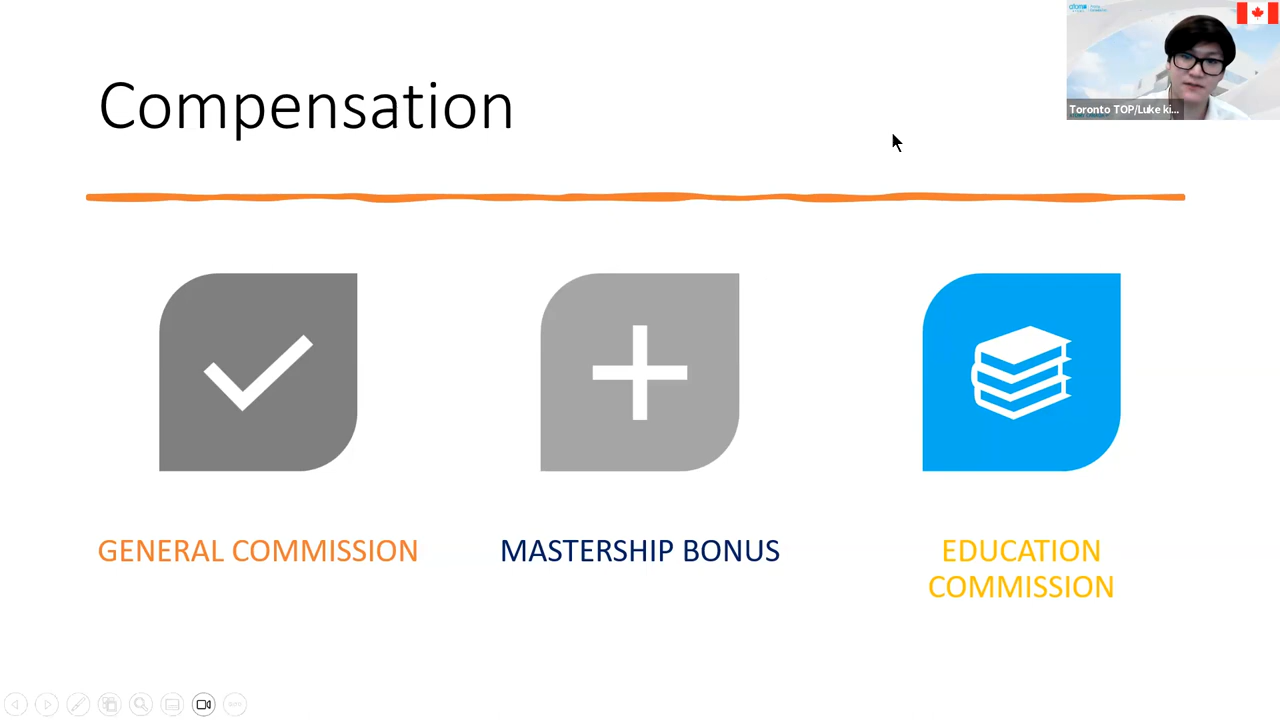 Compensation
Toronto TOP/Luke ki...
GENERAL COMMISSION
MASTERSHIP BONUS
EDUCATION
COMMISSION